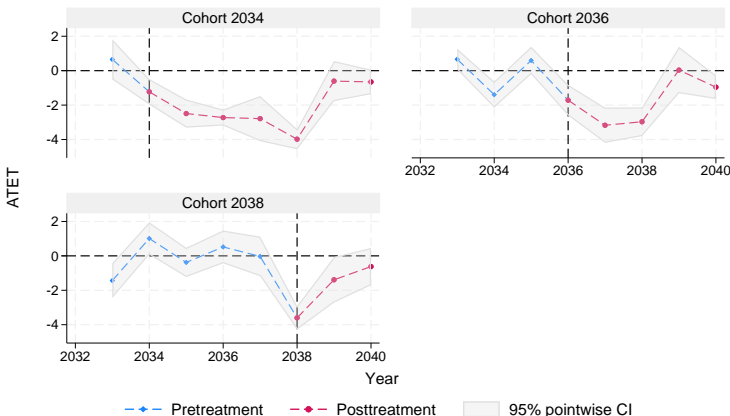 Cohort 2034
Cohort 2036
2
0
-2
-4
2032
2034
2036
2038
2040
Cohort 2038
2
0
-2
-4
2032
2034
2036
2038
2040
ATET
Year
Pretreatment
Posttreatment
95% pointwise CI